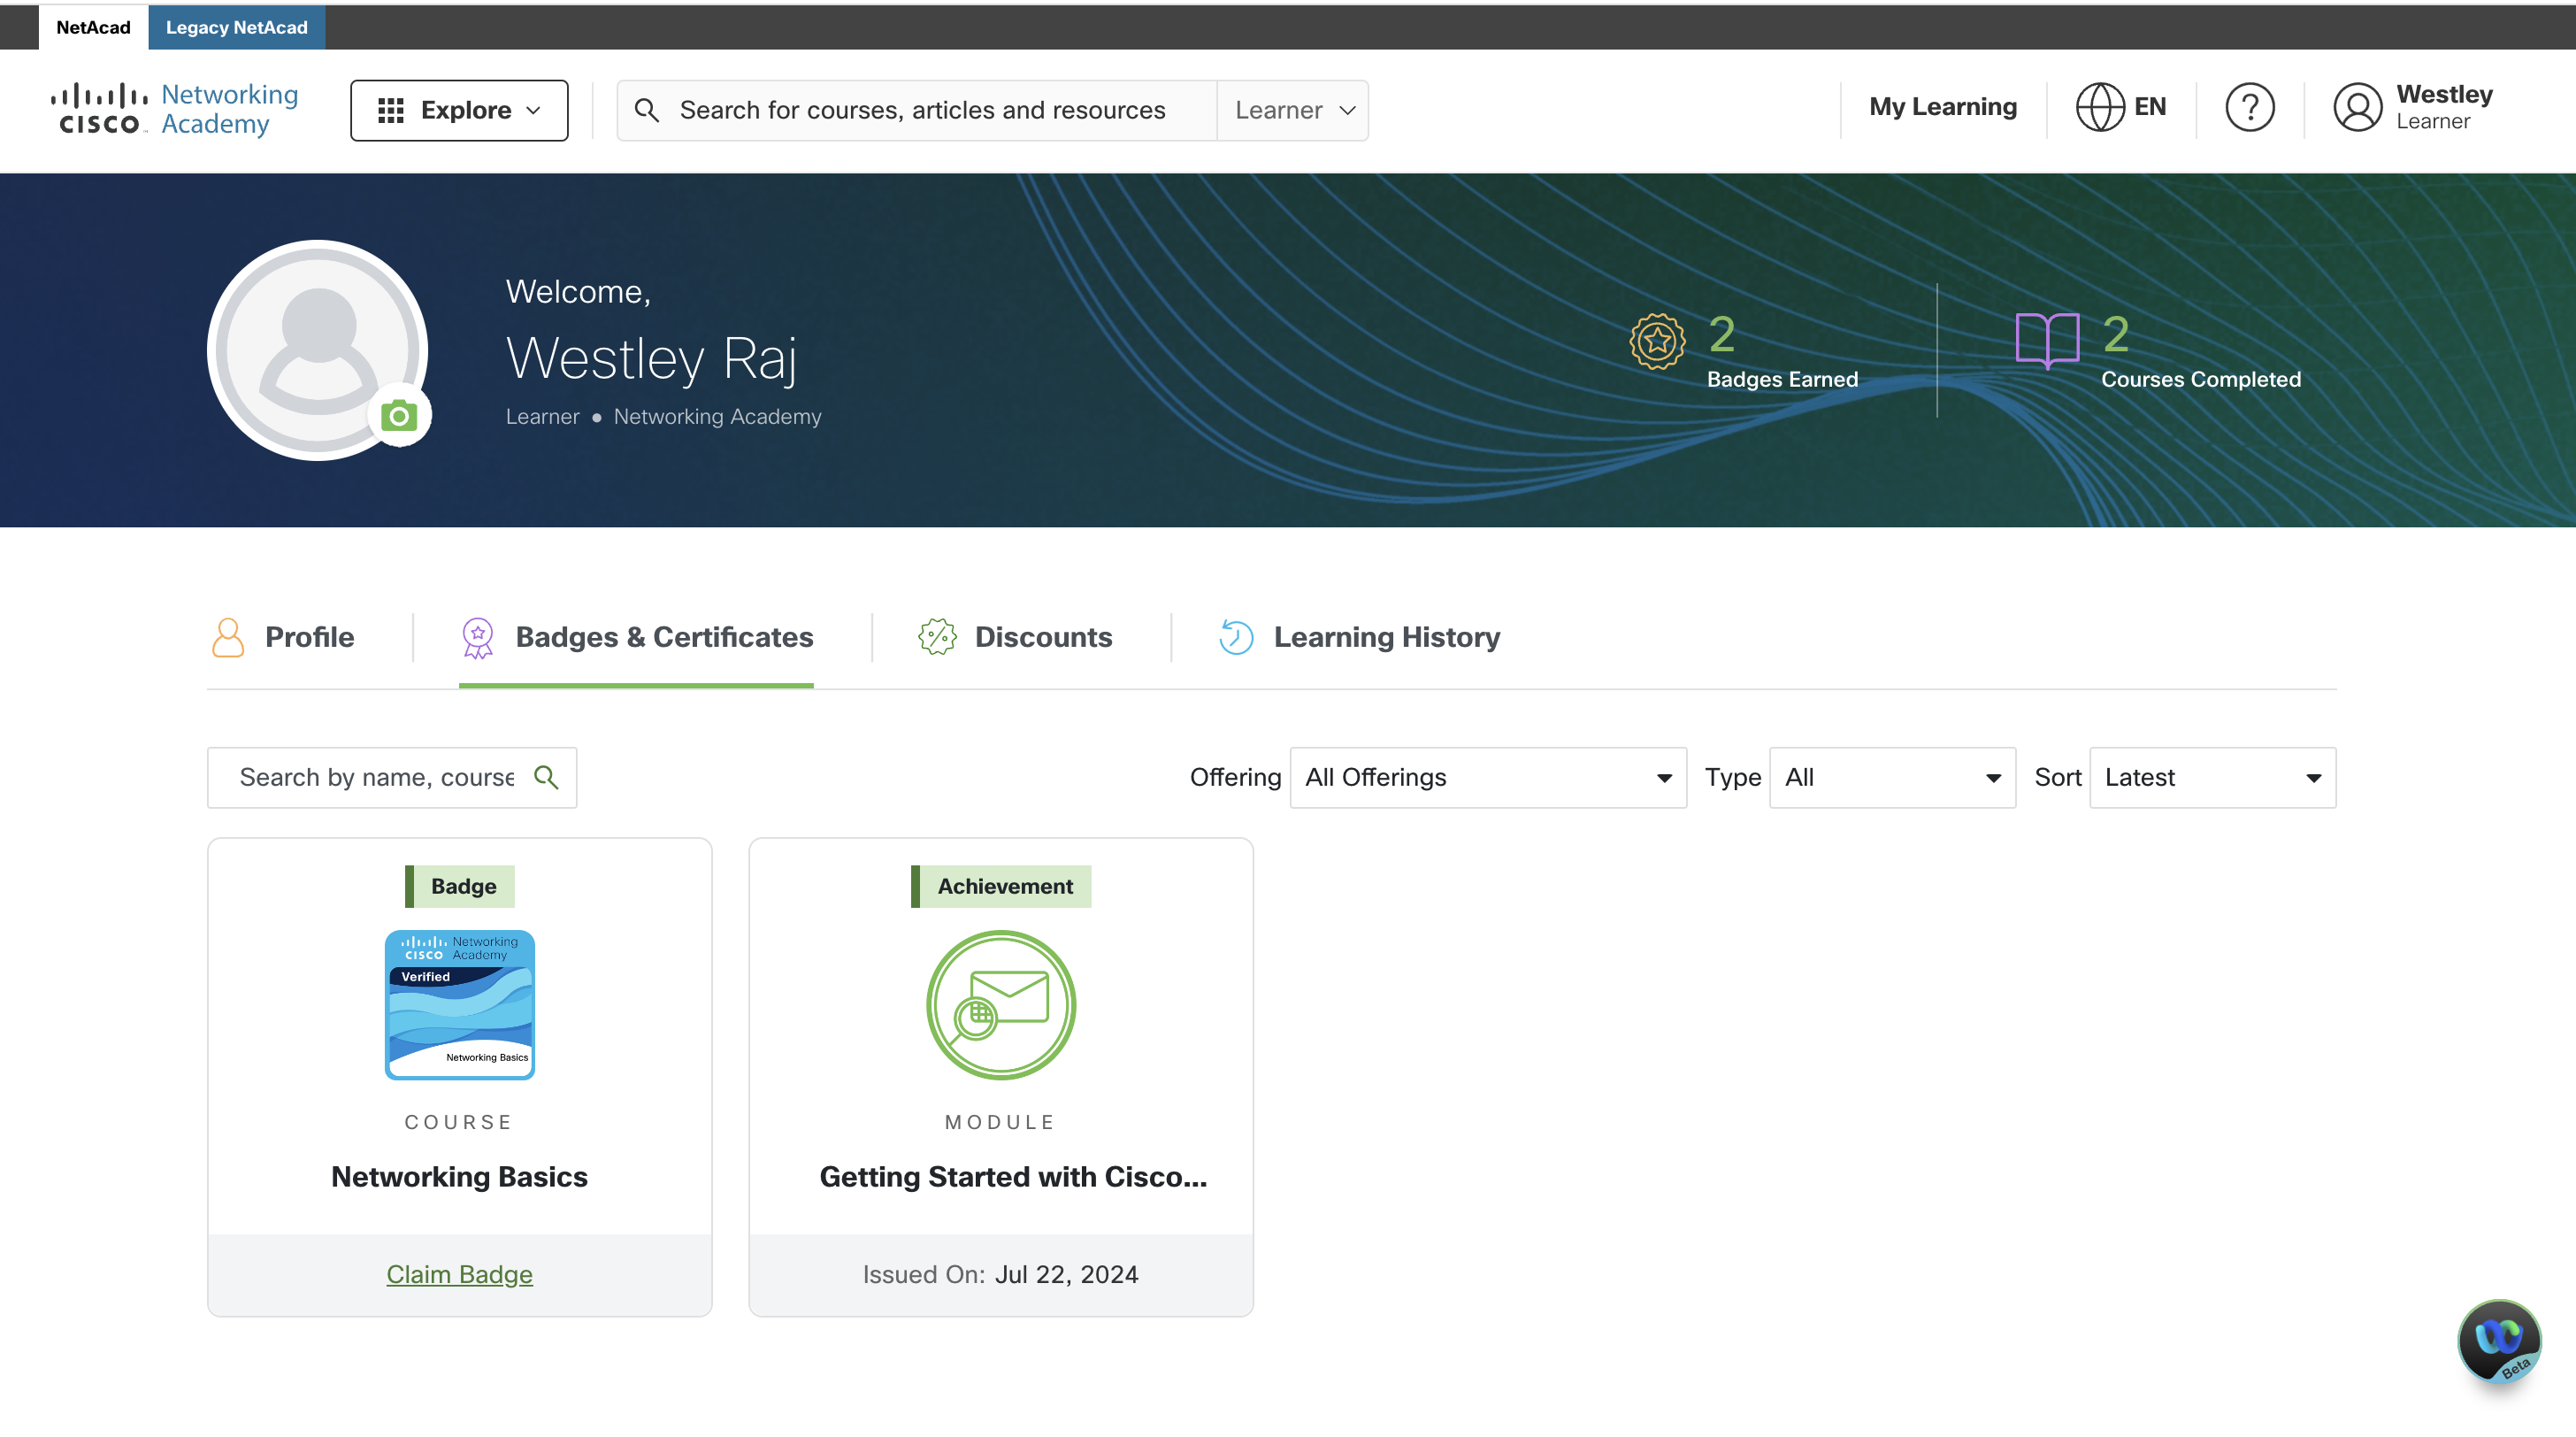 NetAcad
Legacy NetAcad
CISCO Networking Academy
Explore
Search for courses, articles and resources
Learner
My Learning
EN
?
Westley
Learner
Welcome,
Westley Raj
Learner • Networking Academy
2
Badges Earned
2
Courses Completed
Profile
Badges & Certificates
Discounts
Learning History
Search by name, course
Offering
All Offerings
Type
All
Sort
Latest
Badge
CISCO Networking Academy
Verified
Networking Basics
COURSE
Networking Basics
Claim Badge
Achievement
MODULE
Getting Started with Cisco...
Issued On: Jul 22, 2024
Beta